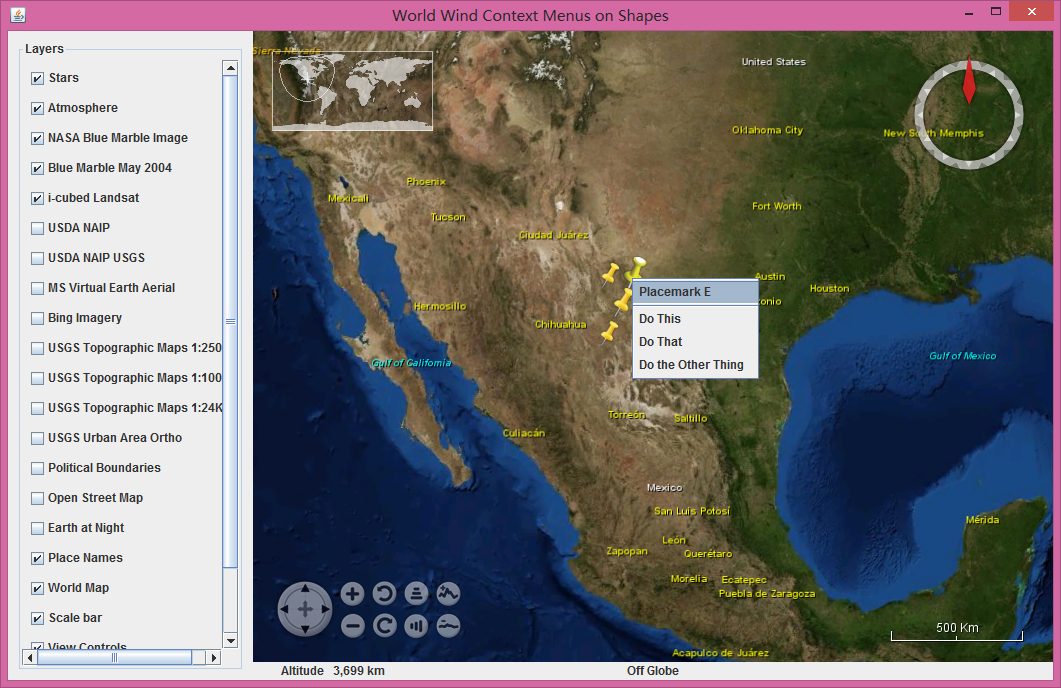 World Wind Context Menus on Shapes
Layers
Stars
Atmosphere
NASA Blue Marble Image
Blue Marble May 2004
i-cubed Landsat
USDA NAIP
USDA NAIP USGS
MS Virtual Earth Aerial
Bing Imagery
USGS Topographic Maps 1:250
USGS Topographic Maps 1:100
USGS Topographic Maps 1:24K
USGS Urban Area Ortho
Political Boundaries
Open Street Map
Earth at Night
Place Names
World Map
Scale bar
View Controls
Sierra Nevada
United States
Oklahoma City
New South Memphis
Phoenix
Mexicali
Fort Worth
Tucson
Ciudad Juárez
Austin
Houston
onio
Hermosillo
Chihuahua
Gulf of Mexico
Gulf of California
Placemark E
Do This
Do That
Do the Other Thing
Torreón
Saltillo
Culiacán
Mexico
San Luis Potosí
Mérida
León
Zapopan
Querétaro
Morelia
Ecatepec
Puebla de Zaragoza
500 Km
Acapulco de Juárez
Altitude 3,699 km
Off Globe